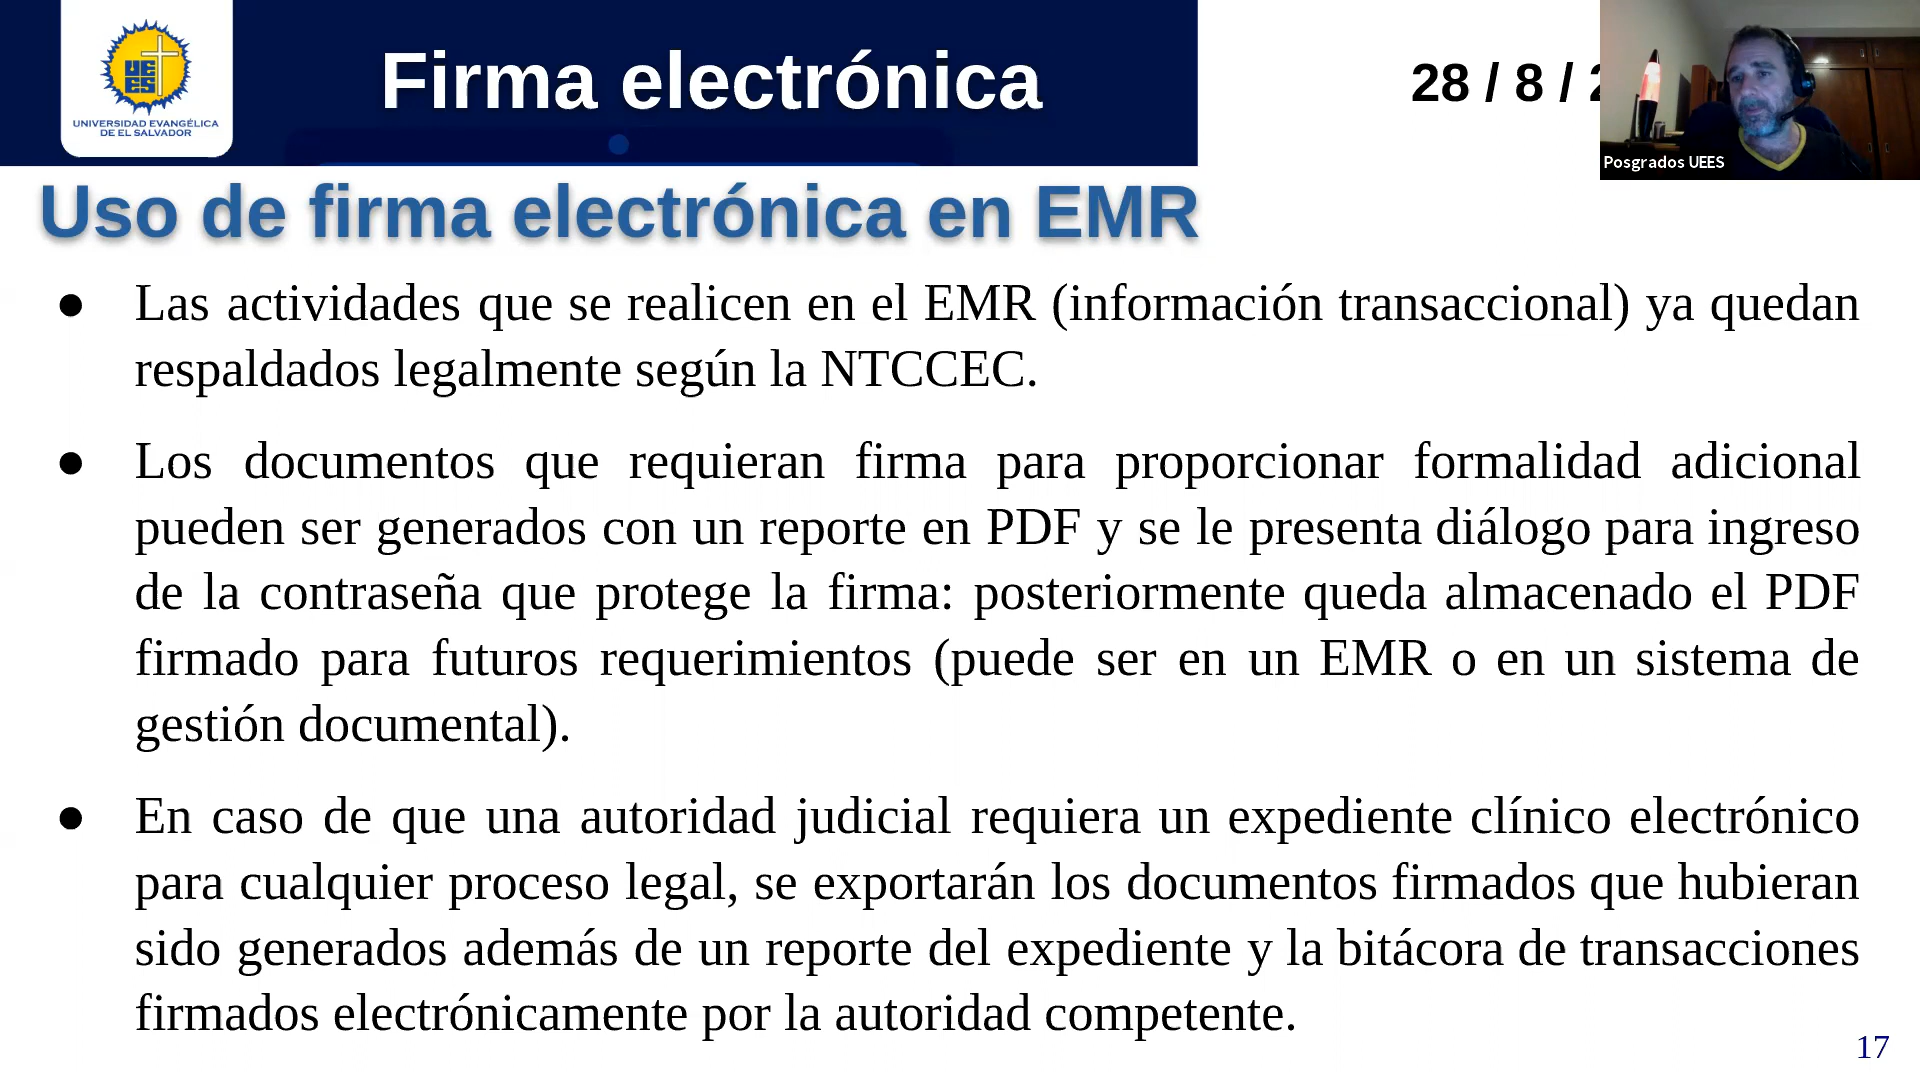 UEES
UNIVERSIDAD EVANGÉLICA
DE EL SALVADOR
Firma electrónica
28 / 8 /
Posgrados UEES
Uso de firma electrónica en EMR
● Las actividades que se realicen en el EMR (información transaccional) ya quedan
respaldados legalmente según la NTCCEC.
● Los documentos que requieran firma para proporcionar formalidad adicional
pueden ser generados con un reporte en PDF y se le presenta diálogo para ingreso
de la contraseña que protege la firma: posteriormente queda almacenado el PDF
firmado para futuros requerimientos (puede ser en un EMR o en un sistema de
gestión documental).
● En caso de que una autoridad judicial requiera un expediente clínico electrónico
para cualquier proceso legal, se exportarán los documentos firmados que hubieran
sido generados además de un reporte del expediente y la bitácora de transacciones
firmados electrónicamente por la autoridad competente.
17